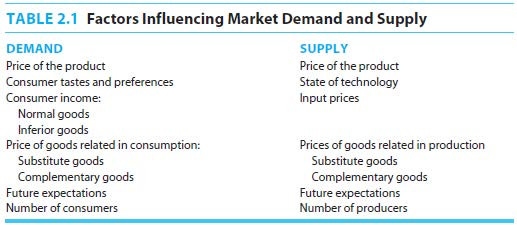 TABLE 2.1 Factors Influencing Market Demand and Supply
DEMAND SUPPLY
Price of the product Price of the product
Consumer tastes and preferences State of technology
Consumer income: Input prices
Normal goods
Inferior goods
Price of goods related in consumption: Prices of goods related in production
Substitute goods Substitute goods
Complementary goods Complementary goods
Future expectations Future expectations
Number of consumers Number of producers